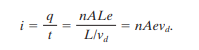 i = q/t = nALe / L/v_d = nAev_d.